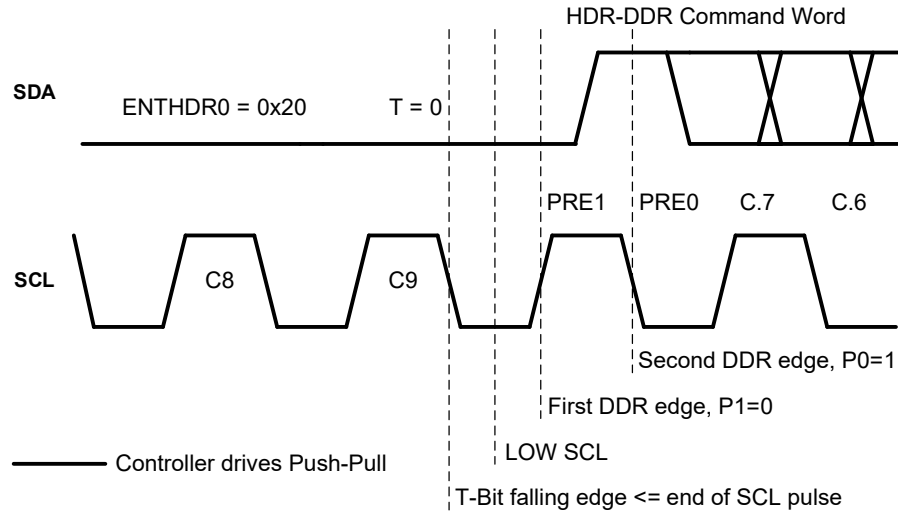 HDR-DDR Command Word
SDA
ENTHDR0 = 0x20 T = 0
PRE1 PRE0 C.7 C.6
SCL C8 C9
Second DDR edge, P0=1
First DDR edge, P1=0
LOW SCL
Controller drives Push-Pull
T-Bit falling edge <= end of SCL pulse